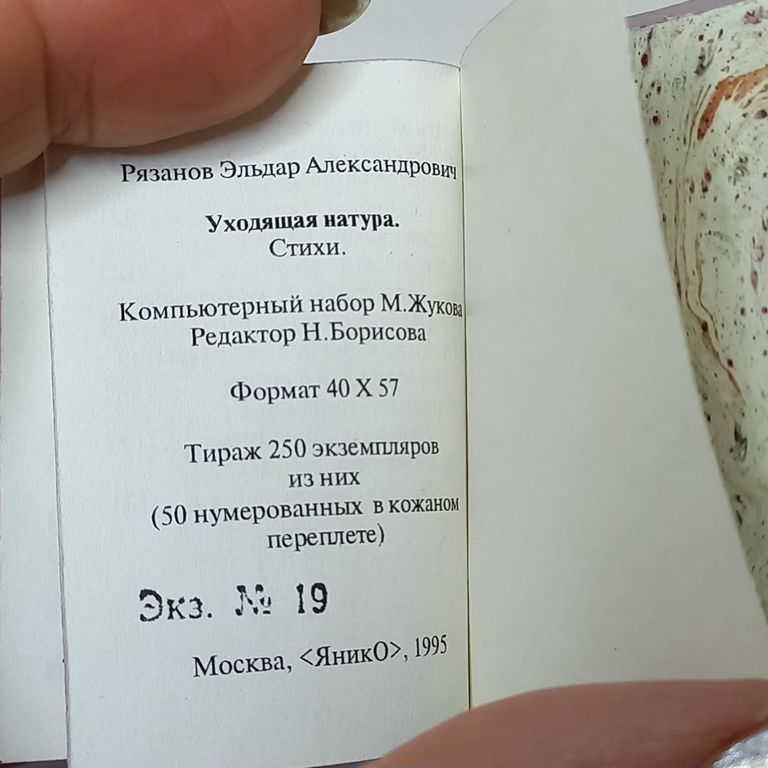 Рязанов Эльдар Александрович
Уходящая натура.
Стихи.
Компьютерный набор М.Жукова
Редактор Н.Борисова
Формат 40 X 57
Тираж 250 экземпляров
из них
(50 нумерованных в кожаном
переплете)
Экз. № 19
Москва, <ЯникО>, 1995